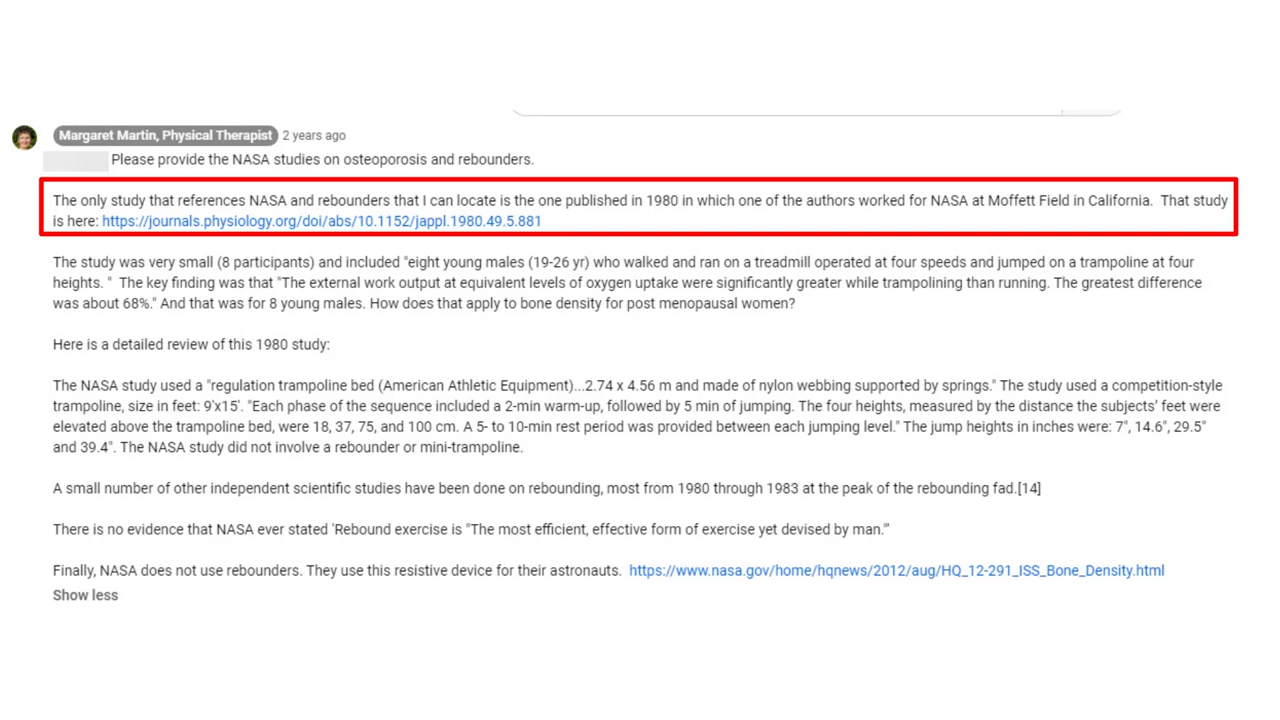 Margaret Martin, Physical Therapist 2 years ago
Please provide the NASA studies on osteoporosis and rebounders.
The only study that references NASA and rebounders that I can locate is the one published in 1980 in which one of the authors worked for NASA at Moffett Field in California.  That study
is here: https://journals.physiology.org/doi/abs/10.1152/jappl.1980.49.5.881
The study was very small (8 participants) and included "eight young males (19-26 yr) who walked and ran on a treadmill operated at four speeds and jumped on a trampoline at four
heights. "  The key finding was that "The external work output at equivalent levels of oxygen uptake were significantly greater while trampolining than running. The greatest difference
was about 68%." And that was for 8 young males. How does that apply to bone density for post menopausal women?
Here is a detailed review of this 1980 study:
The NASA study used a "regulation trampoline bed (American Athletic Equipment)...2.74 x 4.56 m and made of nylon webbing supported by springs." The study used a competition-style
trampoline, size in feet: 9'x15'. "Each phase of the sequence included a 2-min warm-up, followed by 5 min of jumping. The four heights, measured by the distance the subjects’ feet were
elevated above the trampoline bed, were 18, 37, 75, and 100 cm. A 5- to 10-min rest period was provided between each jumping level." The jump heights in inches were: 7", 14.6", 29.5"
and 39.4". The NASA study did not involve a rebounder or mini-trampoline.
A small number of other independent scientific studies have been done on rebounding, most from 1980 through 1983 at the peak of the rebounding fad.[14]
There is no evidence that NASA ever stated 'Rebound exercise is "The most efficient, effective form of exercise yet devised by man."'
Finally, NASA does not use rebounders. They use this resistive device for their astronauts.  https://www.nasa.gov/home/hqnews/2012/aug/HQ_12-291_ISS_Bone_Density.html
Show less